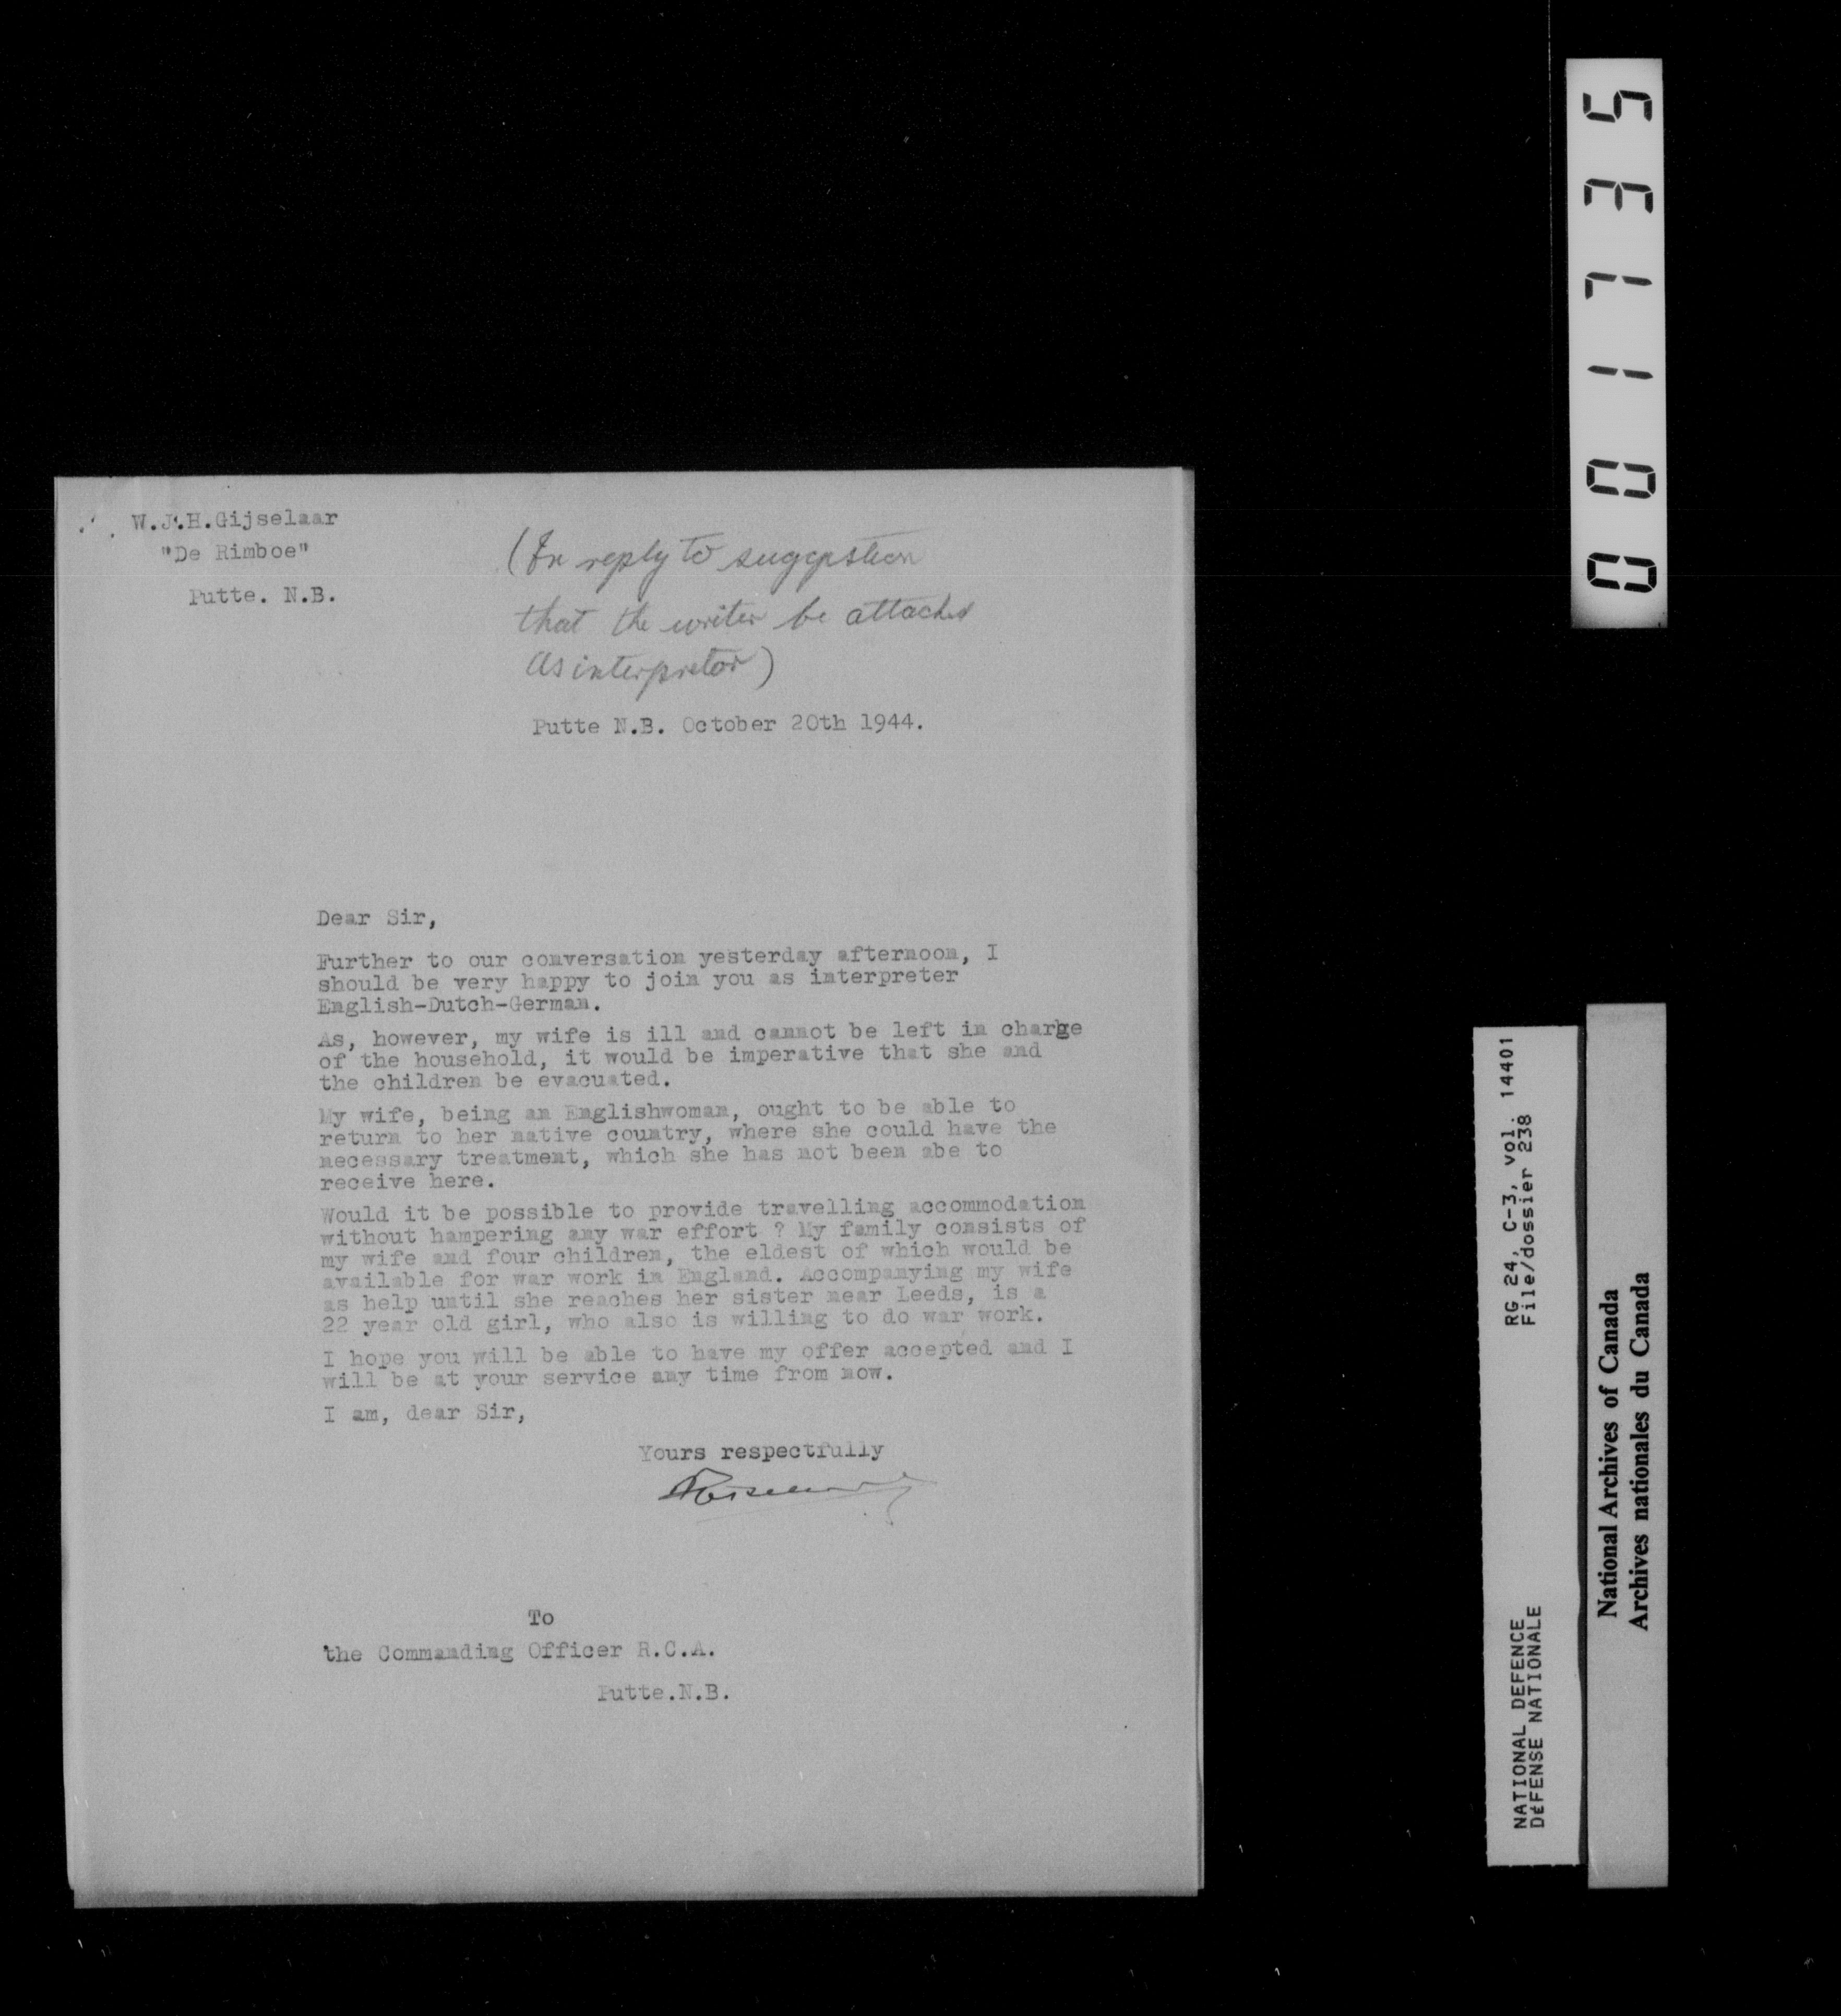 W.J.H.Gijselaar
"De Rimboe"
Putte. N.B.
(In reply to suggestion
that the writer be attached
as interpretor)
Putte N.B. October 20th 1944.
Dear Sir,
Further to our conversation yesterday afternoon, I
should be very happy to join you as interpreter
English-Dutch-German.
As, however, my wife is ill and cannot be left in charge
of the household, it would be imperative that she and
the children be evacuated.
My wife, being an Englishwoman, ought to be able to
return to her native country, where she could have the
necessary treatment, which she has not been abe to
receive here.
Would it be possible to provide travelling accommodation
without hampering any war effort ? My family consists of
my wife and four children, the eldest of which would be
available for war work in England. Accompanying my wife
as help until she reaches her sister near Leeds, is a
22 year old girl, who also is willing to do war work.
I hope you will be able to have my offer accepted and I
will be at your service any time from now.
I am, dear Sir,
Yours respectfully
To
the Commanding Officer R.C.A.
Putte.N.B.
001735
RG 24, C-3, vol. 14401
File/dossier 238
NATIONAL DEFENCE
DÉFENSE NATIONALE
National Archives of Canada
Archives nationales du Canada